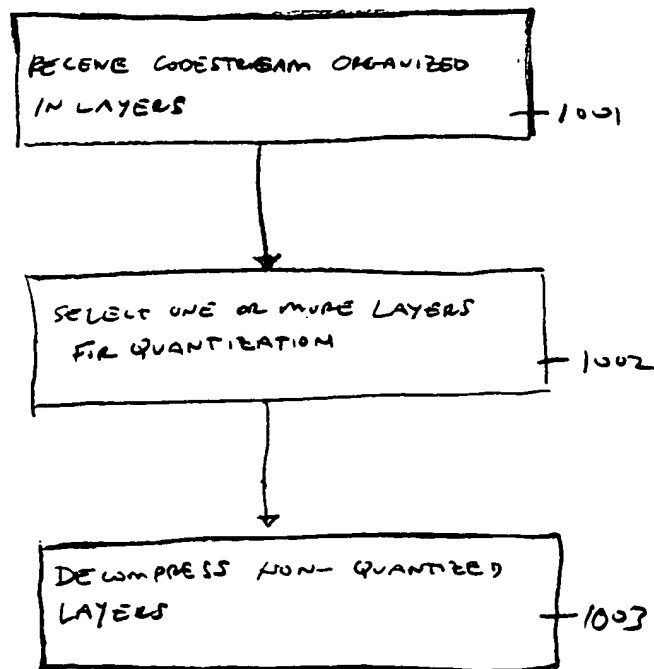 RECEIVE CODESTREAM ORGANIZED
IN LAYERS
1001
SELECT ONE OR MORE LAYERS
FOR QUANTIZATION
1002
DECOMPRESS NON-QUANTIZED
LAYERS
1003